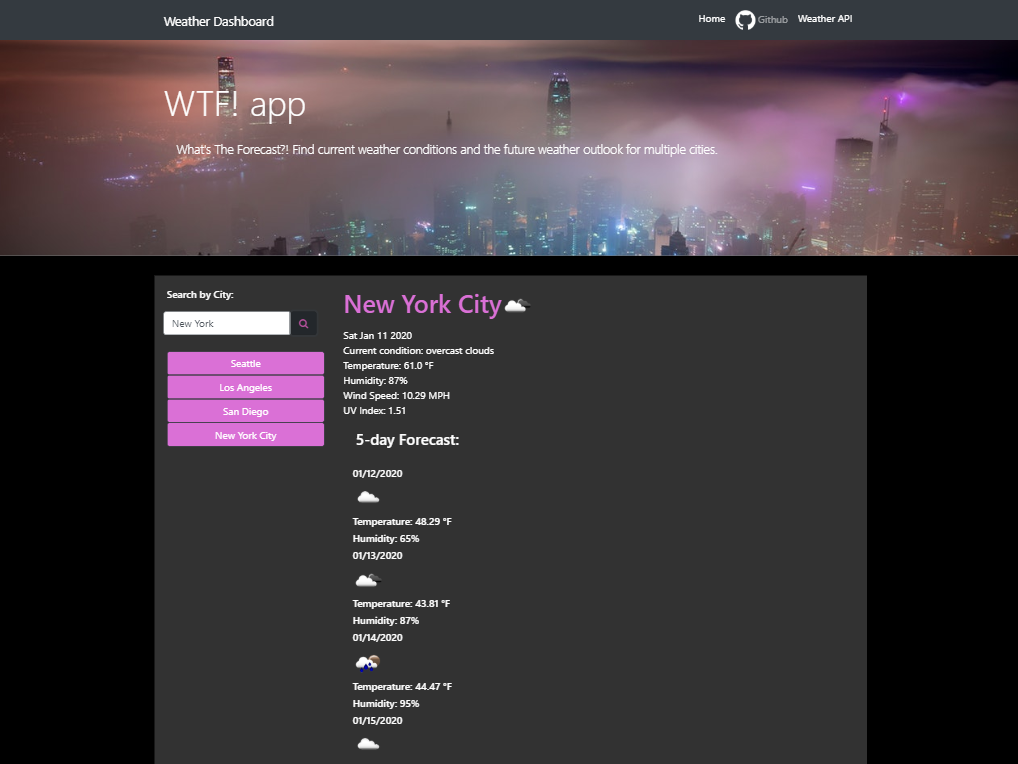 Weather Dashboard
Home Github Weather API
WTF! app
What's The Forecast?! Find current weather conditions and the future weather outlook for multiple cities.
Search by City:
New York
Seattle
Los Angeles
San Diego
New York City
New York City
Sat Jan 11 2020
Current condition: overcast clouds
Temperature: 61.0 °F
Humidity: 87%
Wind Speed: 10.29 MPH
UV Index: 1.51
5-day Forecast:
01/12/2020
Temperature: 48.29 °F
Humidity: 65%
01/13/2020
Temperature: 43.81 °F
Humidity: 87%
01/14/2020
Temperature: 44.47 °F
Humidity: 95%
01/15/2020